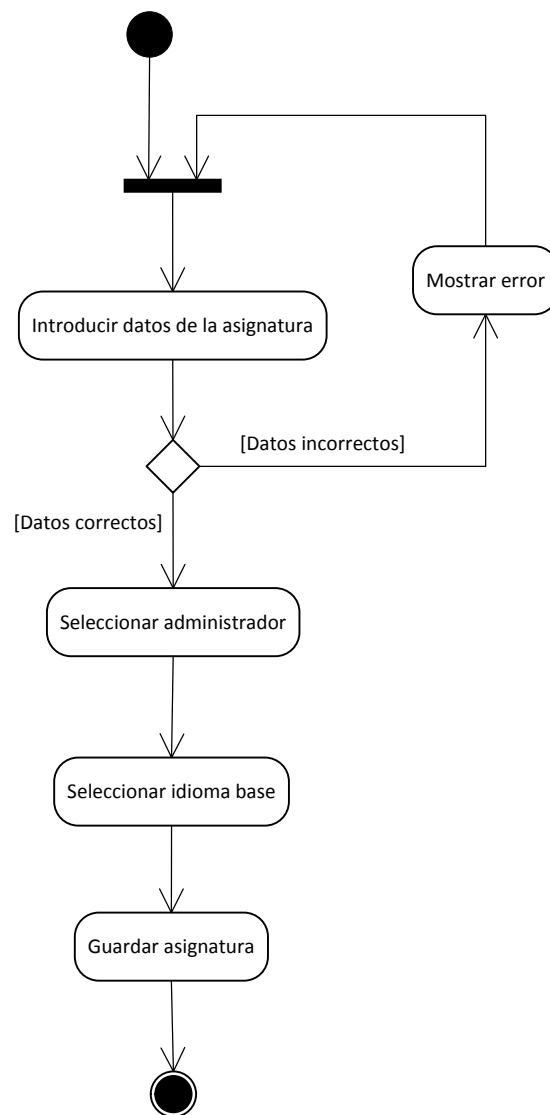 Mostrar error
Introducir datos de la asignatura
[Datos incorrectos]
[Datos correctos]
Seleccionar administrador
Seleccionar idioma base
Guardar asignatura